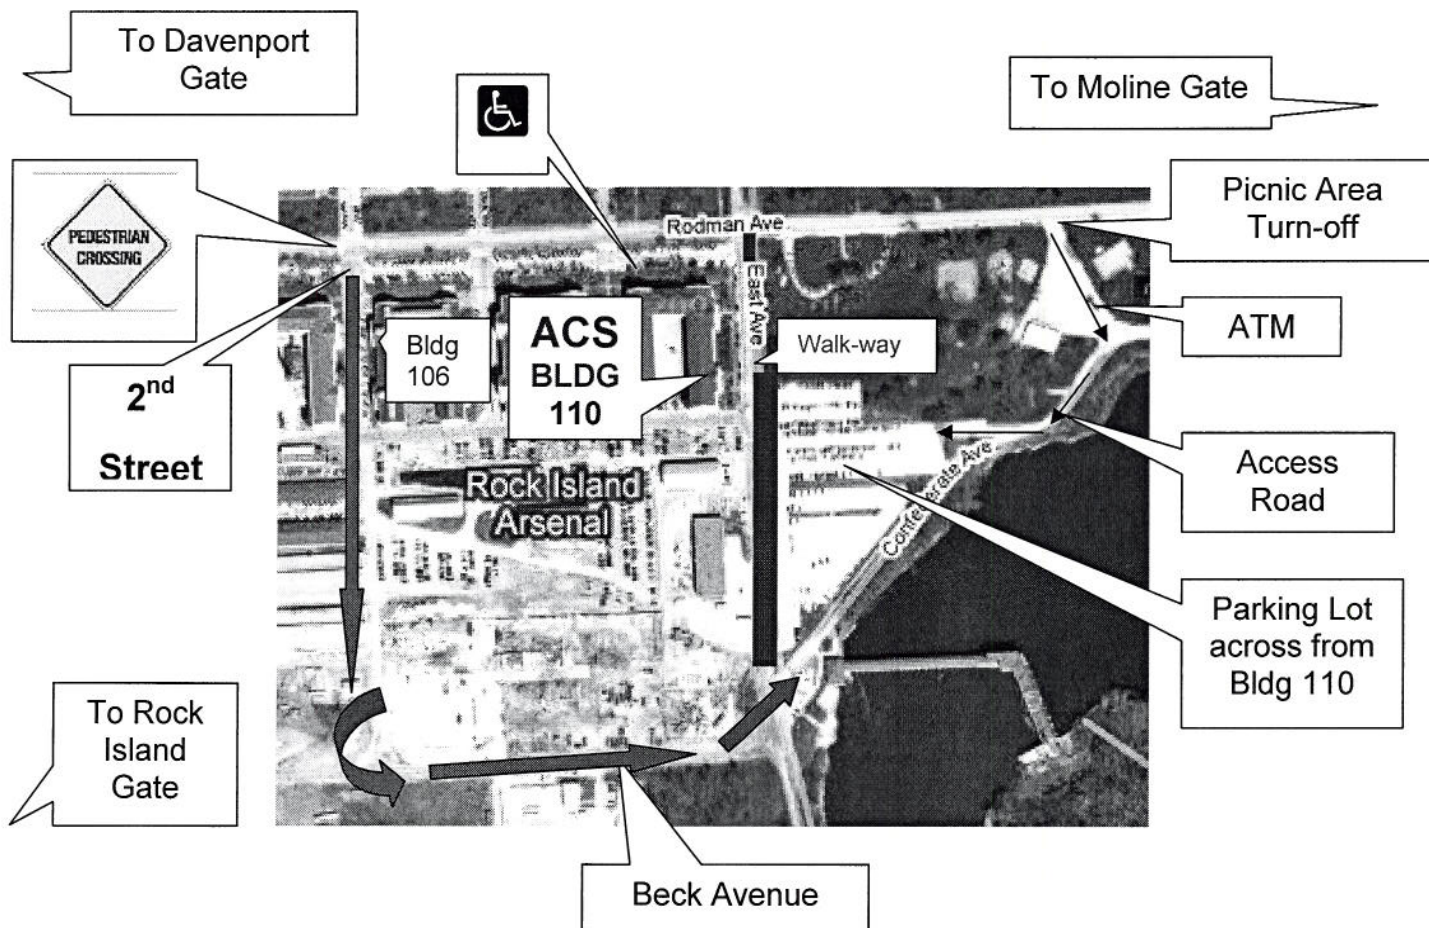 To Davenport
Gate
To Moline Gate
PEDESTRIAN
CROSSING
Picnic Area
Turn-off
Rodman Ave
East Ave
ATM
Bldg
106
ACS
BLDG
110
Walk-way
2nd
Street
Access
Road
Rock Island
Arsenal
Confederate Ave
Parking Lot
across from
Bldg 110
To Rock
Island
Gate
Beck Avenue